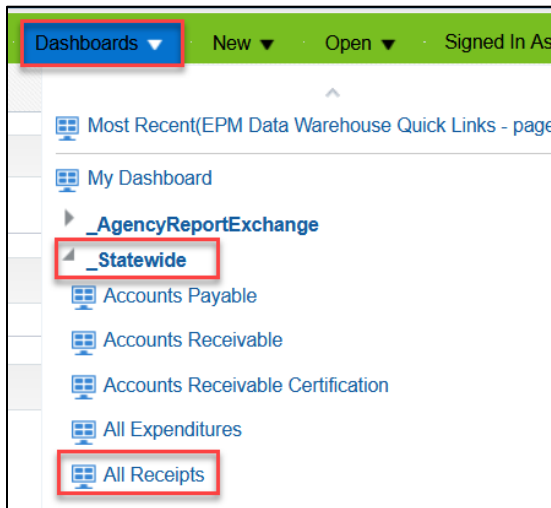 Dashboards New Open Signed In As
Most Recent(EPM Data Warehouse Quick Links - page
My Dashboard
_AgencyReportExchange
_Statewide
Accounts Payable
Accounts Receivable
Accounts Receivable Certification
All Expenditures
All Receipts